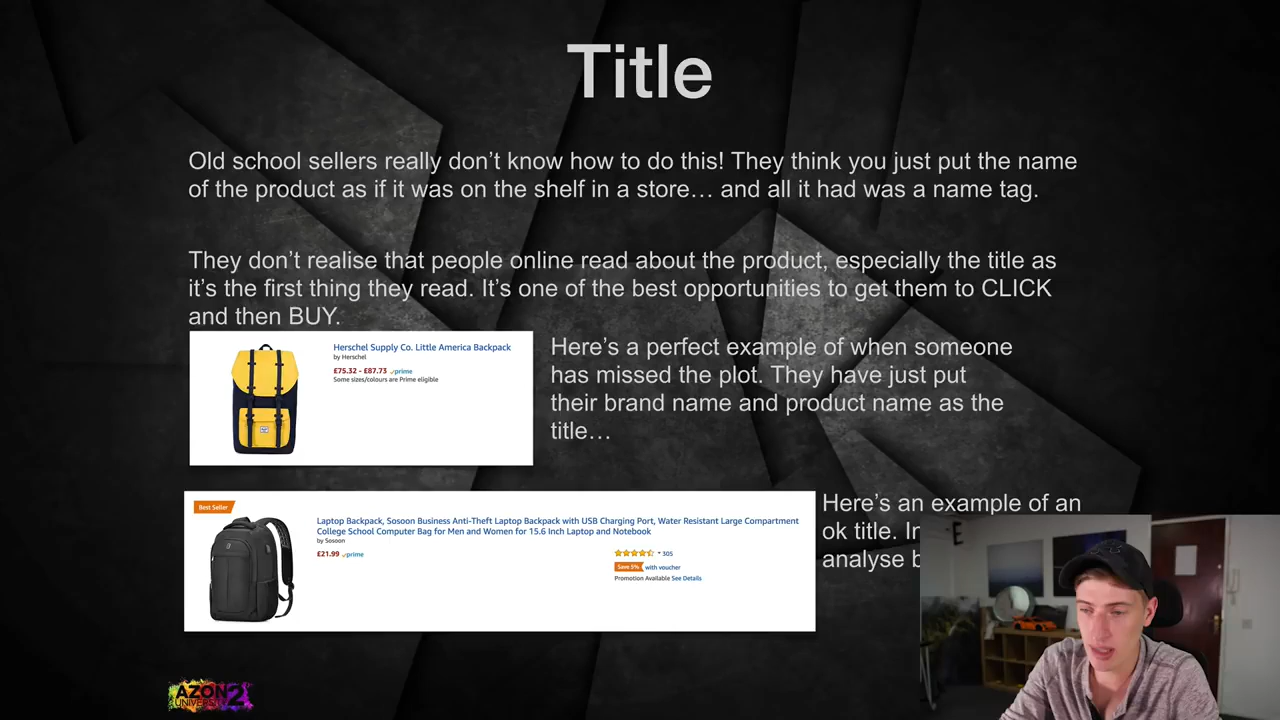 Title
Old school sellers really don't know how to do this! They think you just put the name
of the product as if it was on the shelf in a store… and all it had was a name tag.
They don't realise that people online read about the product, especially the title as
it's the first thing they read. It's one of the best opportunities to get them to CLICK
and then BUY.
Herschel Supply Co. Little America Backpack
by Herschel
£75.32 - £87.73 prime
Some sizes/colours are Prime eligible
Here's a perfect example of when someone
has missed the plot. They have just put
their brand name and product name as the
title…
Best Seller
Laptop Backpack, Sosoon Business Anti-Theft Laptop Backpack with USB Charging Port, Water Resistant Large Compartment
College School Computer Bag for Men and Women for 15.6 Inch Laptop and Notebook
by Sosoon
£21.99 prime
305
Save 5% with voucher
Promotion Available See Details
Here's an example of an
ok title.
analyse
AZON 2
UNIVERSITY